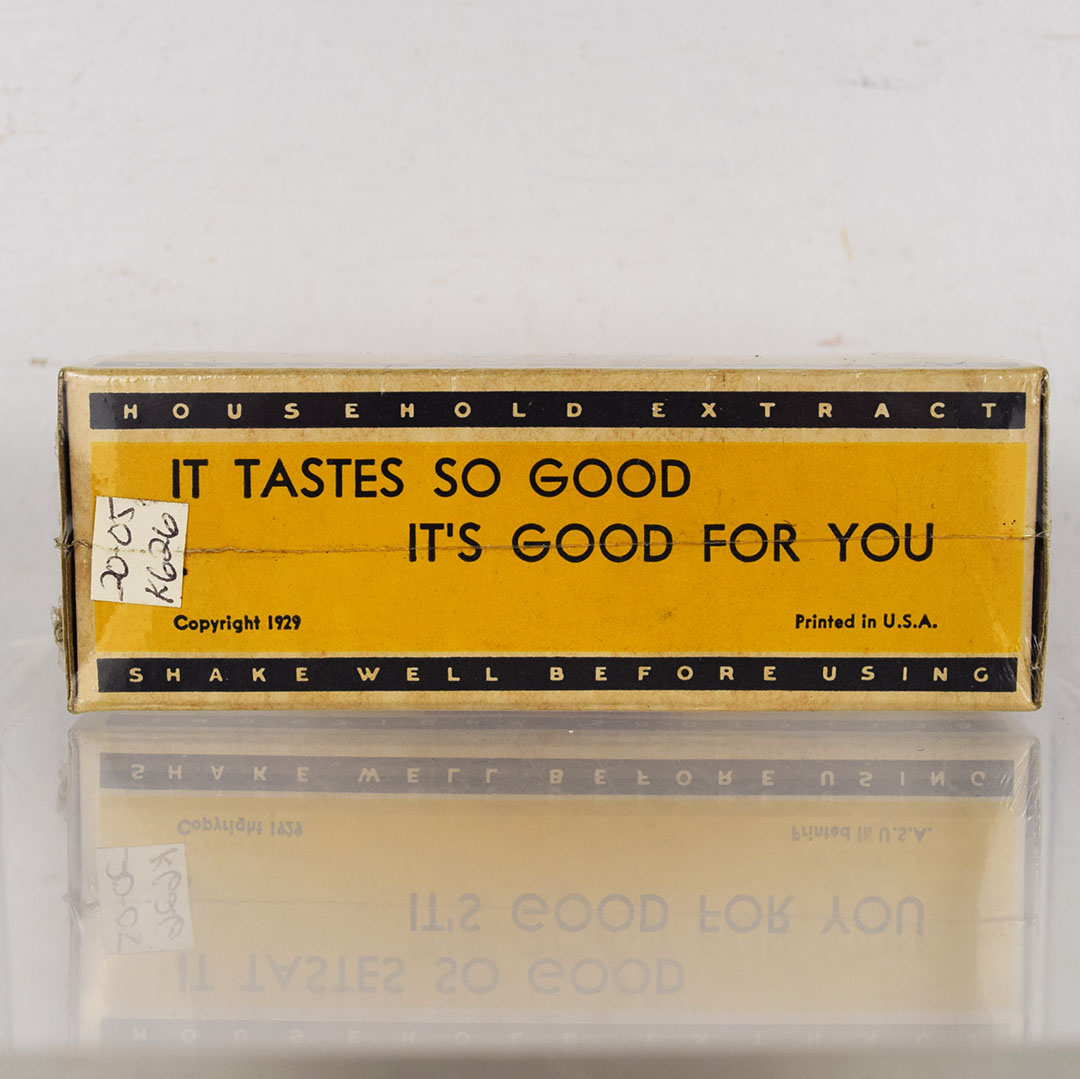 HOUSEHOLD EXTRACT
IT TASTES SO GOOD
IT'S GOOD FOR YOU
20-05
K626
Copyright 1929
Printed in U.S.A.
SHAKE WELL BEFORE USING